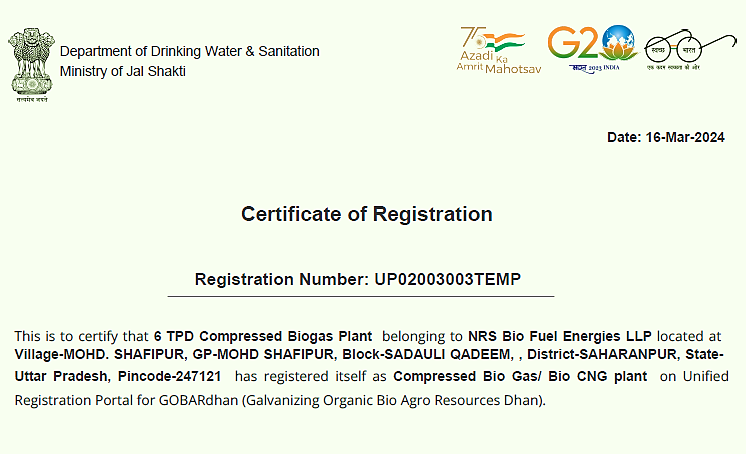 Department of Drinking Water & Sanitation
Ministry of Jal Shakti
सत्यमेव जयते
75
Azadi Ka
Amrit Mahotsav
G20
भारत 2023 INDIA
स्वच्छ भारत
एक कदम स्वच्छता की ओर
Date: 16-Mar-2024
Certificate of Registration
Registration Number: UP02003003TEMP
This is to certify that 6 TPD Compressed Biogas Plant belonging to NRS Bio Fuel Energies LLP located at
Village-MOHD. SHAFIPUR, GP-MOHD SHAFIPUR, Block-SADAULI QADEEM, , District-SAHARANPUR, State-
Uttar Pradesh, Pincode-247121 has registered itself as Compressed Bio Gas/ Bio CNG plant on Unified
Registration Portal for GOBARdhan (Galvanizing Organic Bio Agro Resources Dhan).